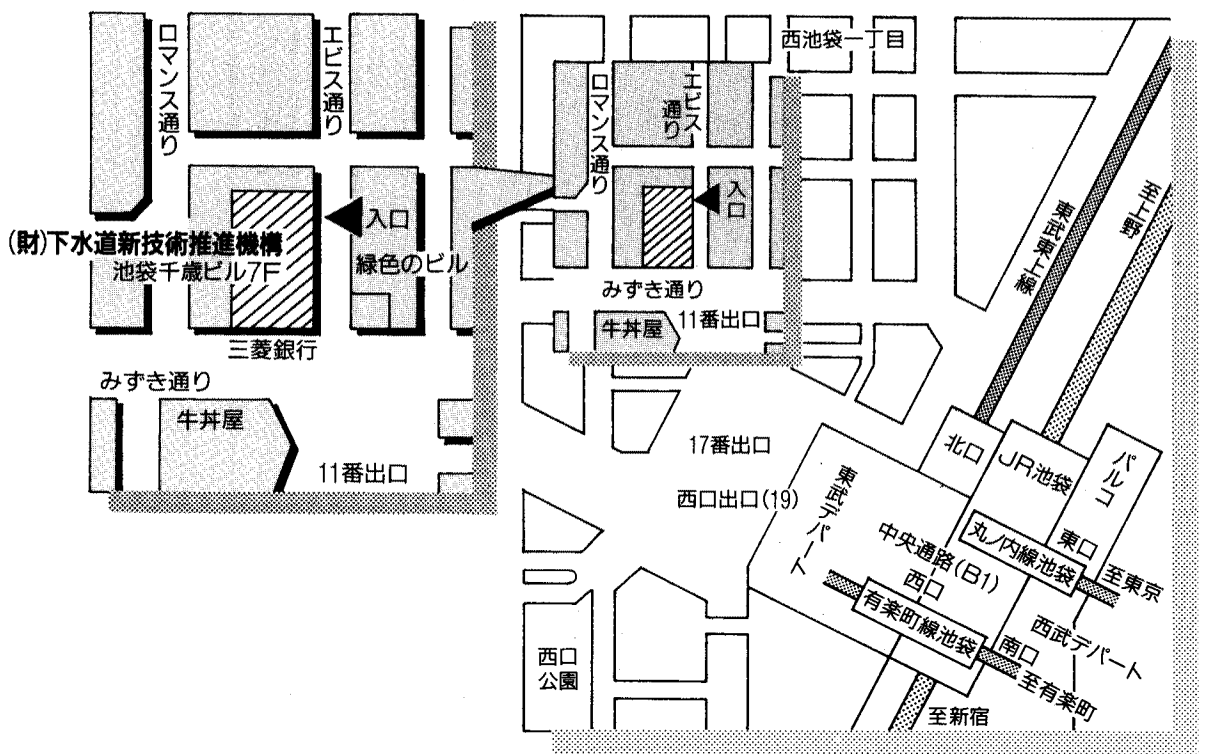 ロマンス通り
エビス通り
入口
(財)下水道新技術推進機構
池袋千歳ビル7F
緑色のビル
三菱銀行
みずき通り
牛丼屋
11番出口
西池袋一丁目
ロマンス通り
エビス
通り
入口
みずき通り
牛丼屋
11番出口
東武東上線
至上野
17番出口
西口出口(19)
東武デパート
北口
JR池袋
パルコ
中央通路(B1)
西口
丸ノ内線池袋
東口
至東京
有楽町線池袋
南口
西武デパート
至有楽町
至新宿
西口
公園